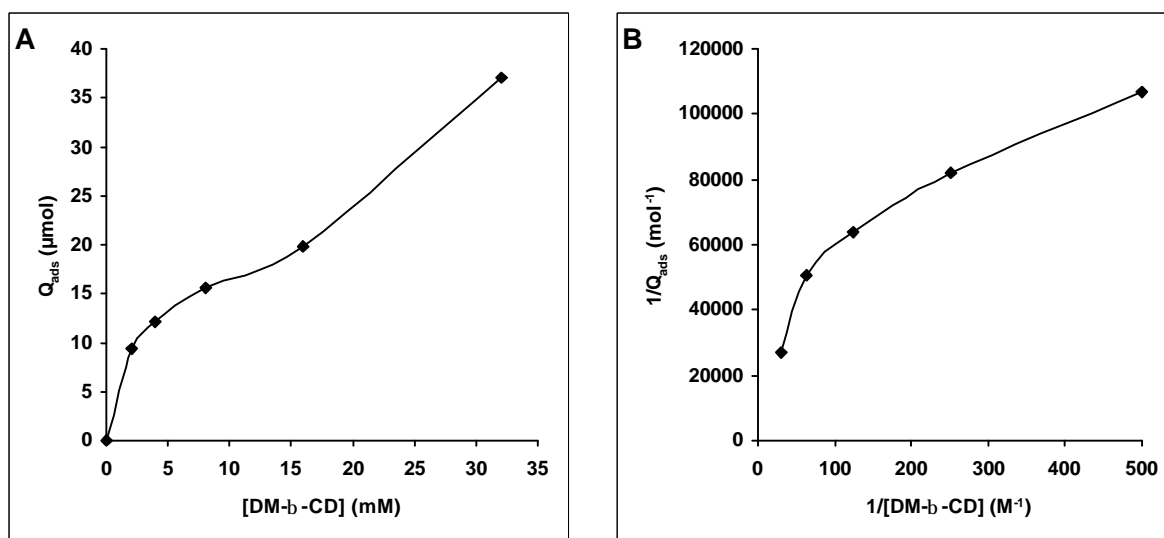 A
40
35
30
25
20
15
10
5
0
Qads (µmol)
0 5 10 15 20 25 30 35
[DM-b-CD] (mM)
B
120000
100000
80000
60000
40000
20000
0
1/Qads (mol-1)
0 100 200 300 400 500
1/[DM-b-CD] (M-1)